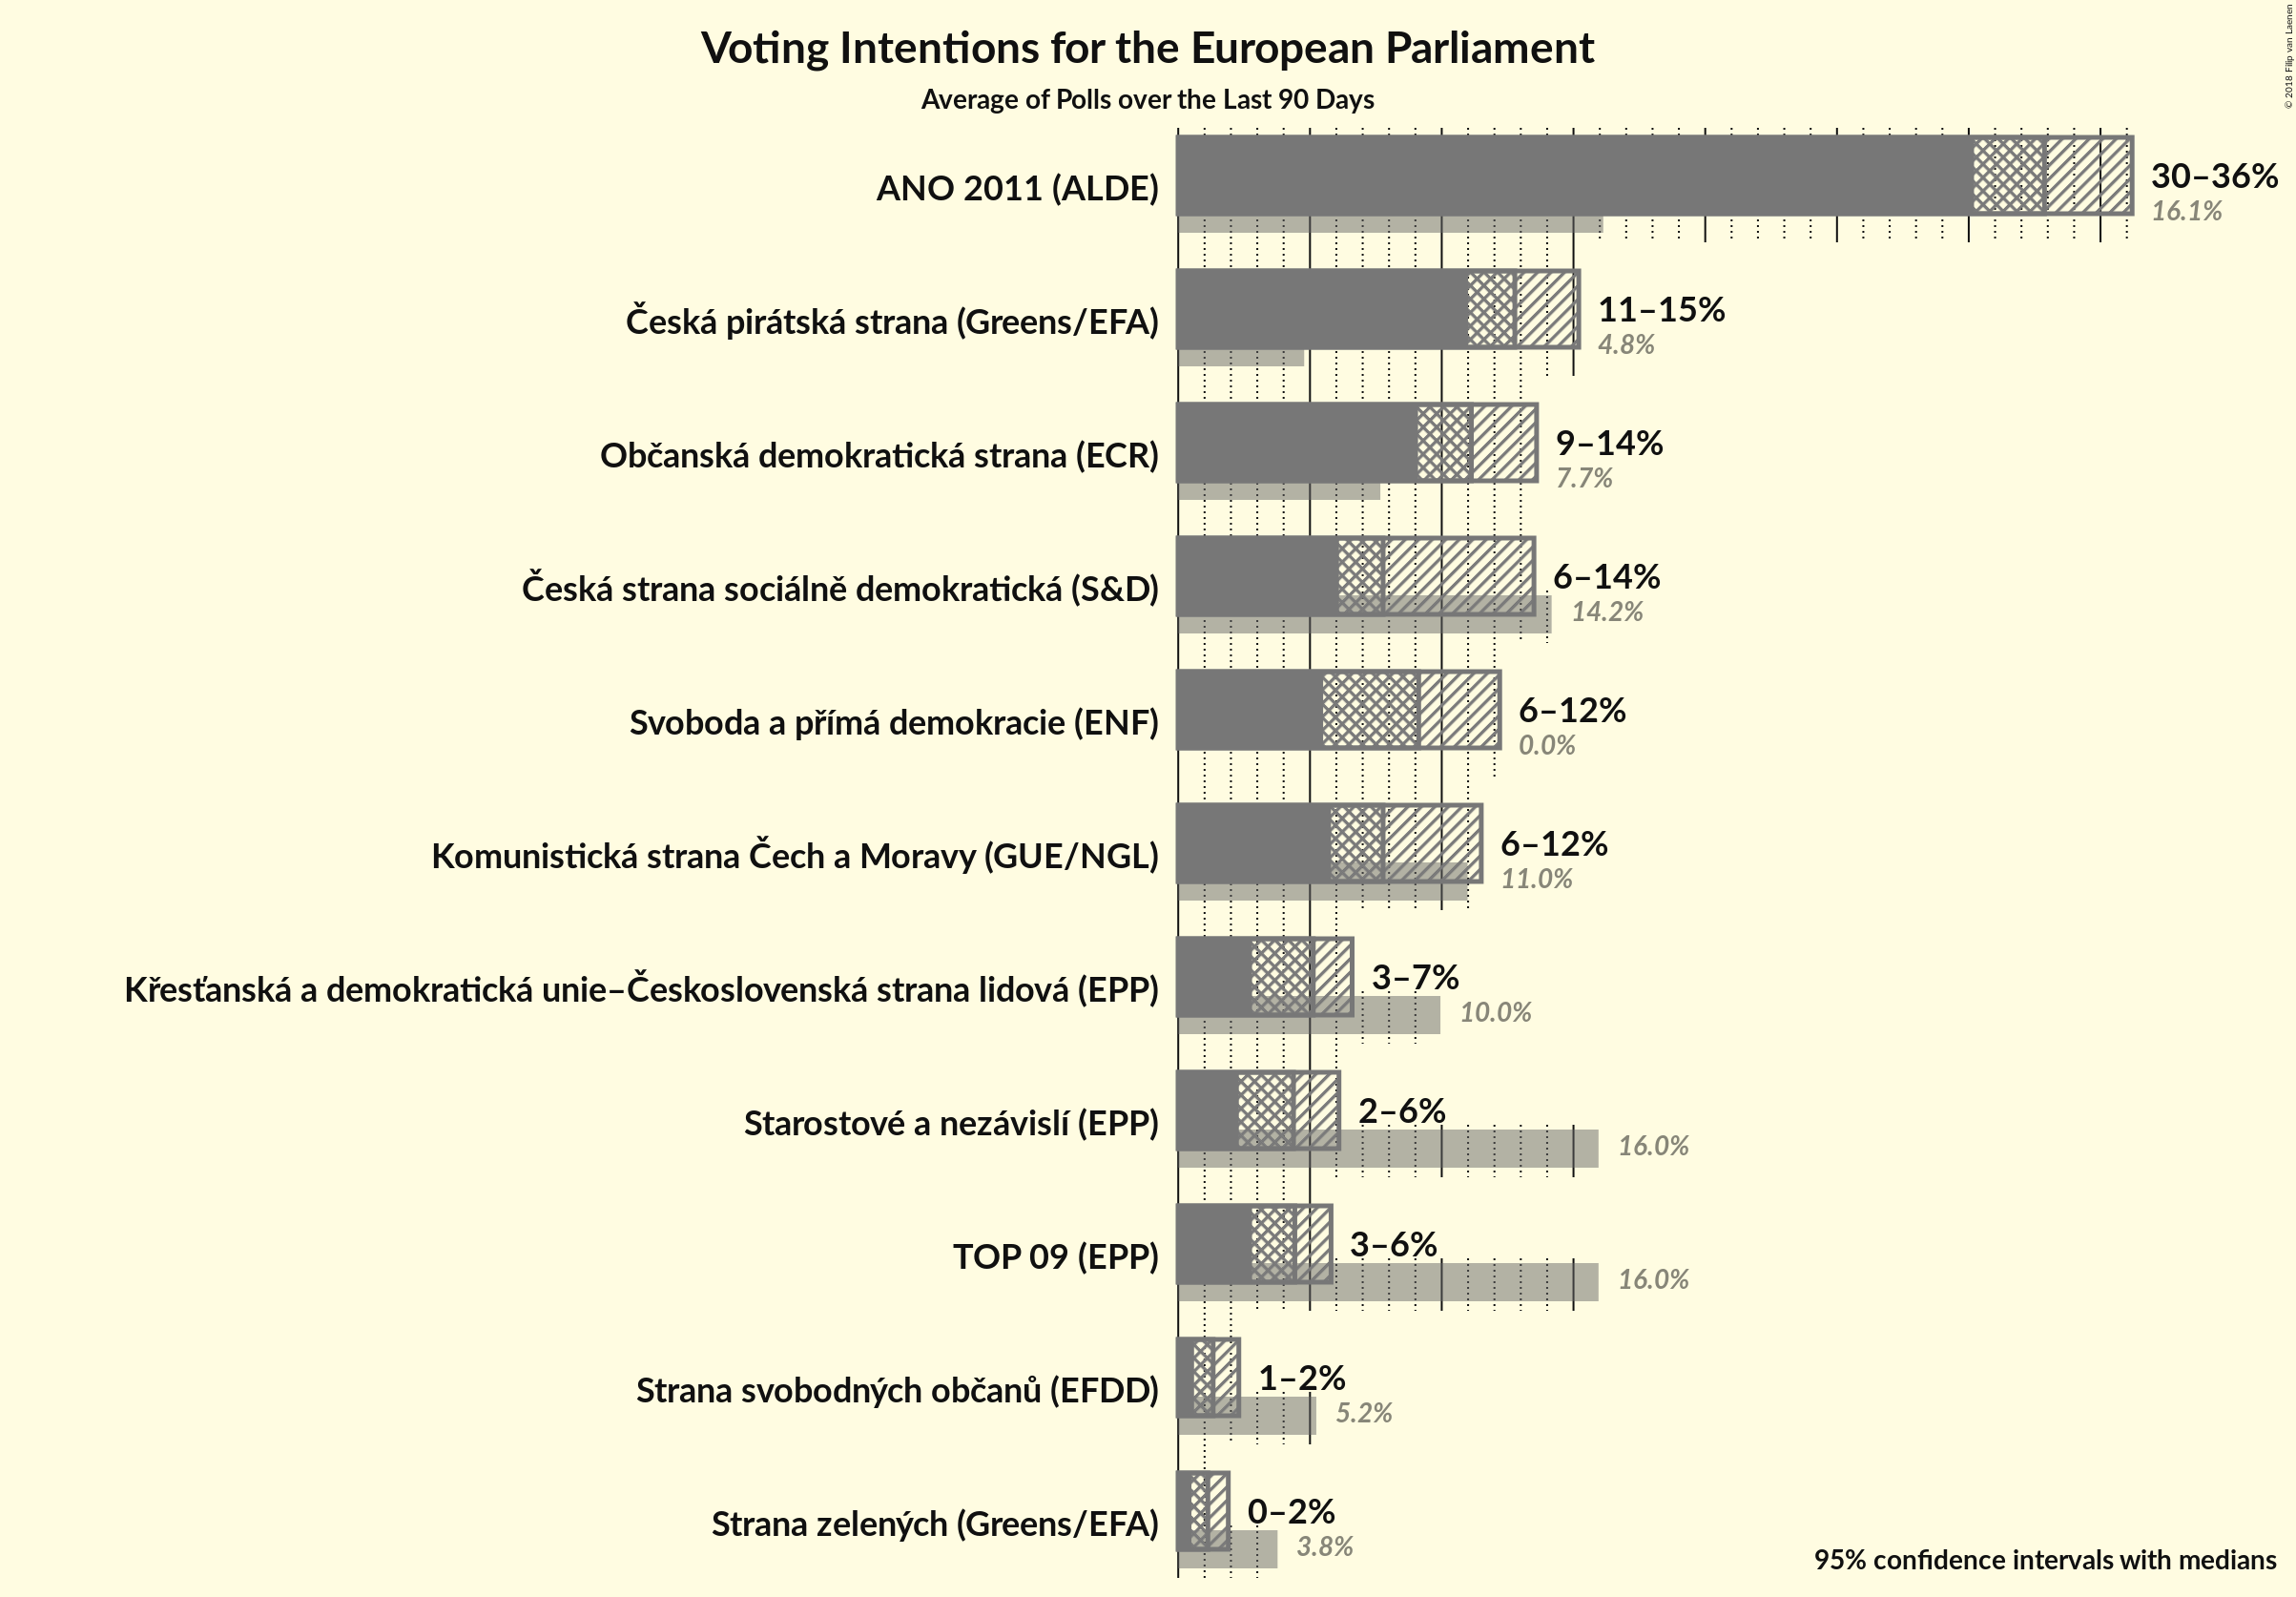 © 2018 Filip van Laenen
Voting Intentions for the European Parliament
Average of Polls over the Last 90 Days
ANO 2011 (ALDE)
30–36%
16.1%
Česká pirátská strana (Greens/EFA)
11–15%
4.8%
Občanská demokratická strana (ECR)
9–14%
7.7%
Česká strana sociálně demokratická (S&D)
6–14%
14.2%
Svoboda a přímá demokracie (ENF)
6–12%
0.0%
Komunistická strana Čech a Moravy (GUE/NGL)
6–12%
11.0%
Křesťanská a demokratická unie–Československá strana lidová (EPP)
3–7%
10.0%
Starostové a nezávislí (EPP)
2–6%
16.0%
TOP 09 (EPP)
3–6%
16.0%
Strana svobodných občanů (EFDD)
1–2%
5.2%
Strana zelených (Greens/EFA)
0–2%
3.8%
95% confidence intervals with medians